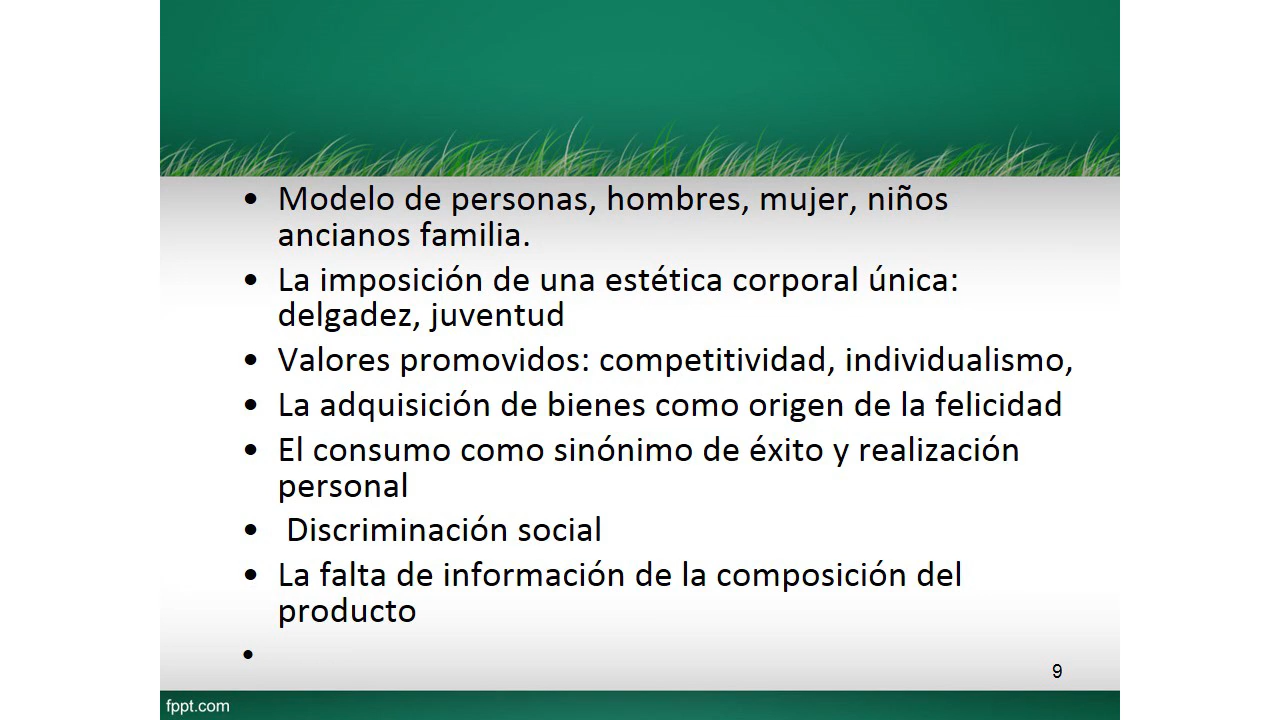 • Modelo de personas, hombres, mujer, niños
ancianos familia.
• La imposición de una estética corporal única:
delgadez, juventud
• Valores promovidos: competitividad, individualismo,
• La adquisición de bienes como origen de la felicidad
• El consumo como sinónimo de éxito y realización
personal
• Discriminación social
• La falta de información de la composición del
producto
•
9
fppt.com